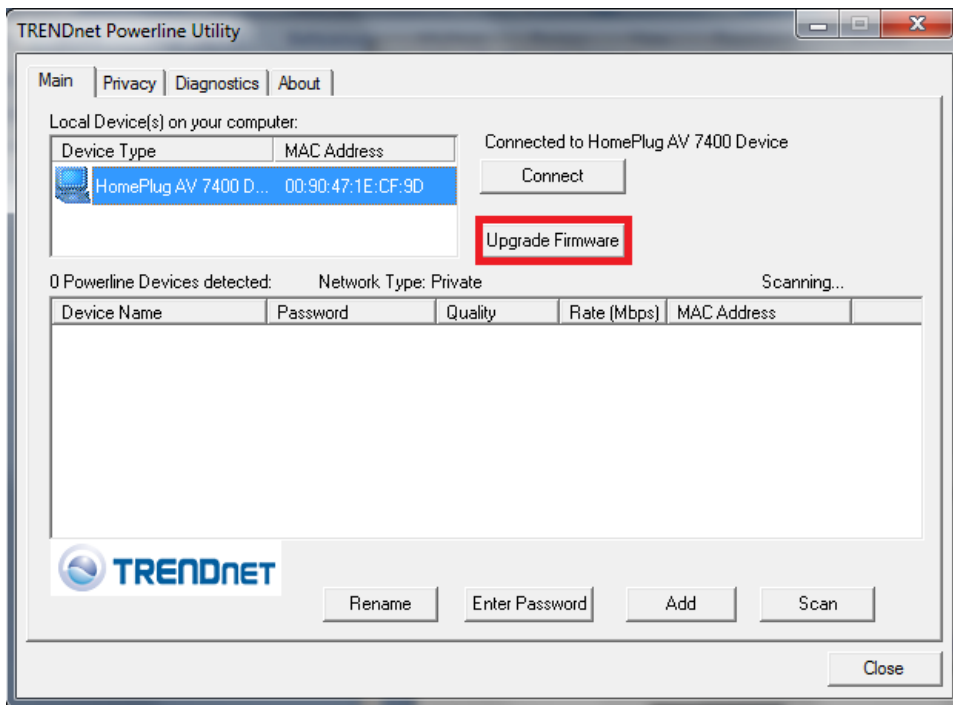 TRENDnet Powerline Utility
Main Privacy Diagnostics About
Local Device(s) on your computer:
Device Type MAC Address
HomePlug AV 7400 D... 00:90:47:1E:CF:9D
Connected to HomePlug AV 7400 Device
Connect
Upgrade Firmware
0 Powerline Devices detected: Network Type: Private Scanning...
Device Name Password Quality Rate (Mbps) MAC Address
TRENDNET
Rename Enter Password Add Scan
Close